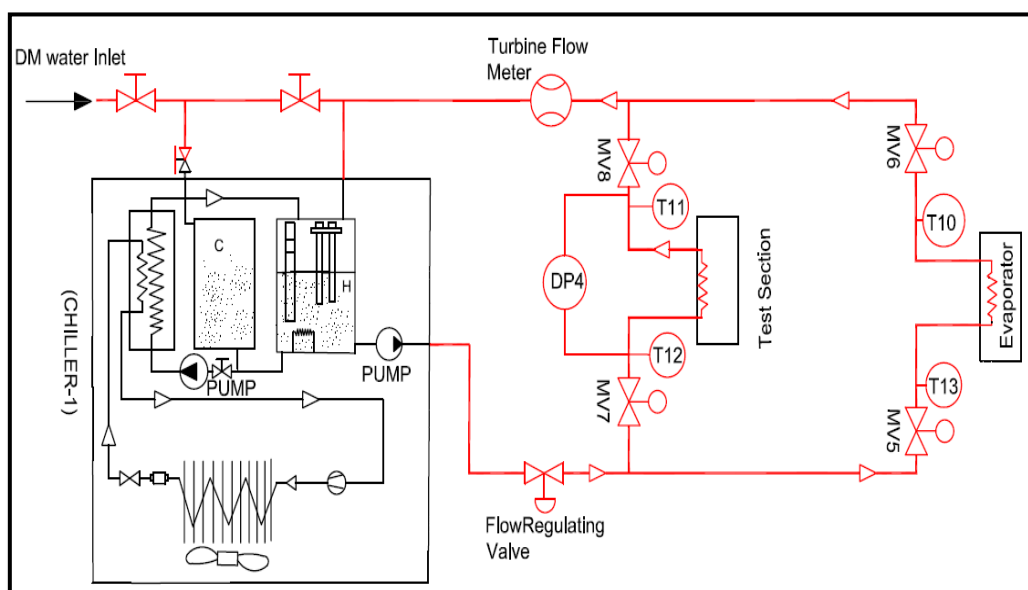 DM water Inlet
Turbine Flow
Meter
MV8
MV6
T11
T10
C
H
DP4
Test Section
Evaporator
(CHILLER-1)
PUMP
PUMP
T12
T13
MV7
MV5
FlowRegulating
Valve